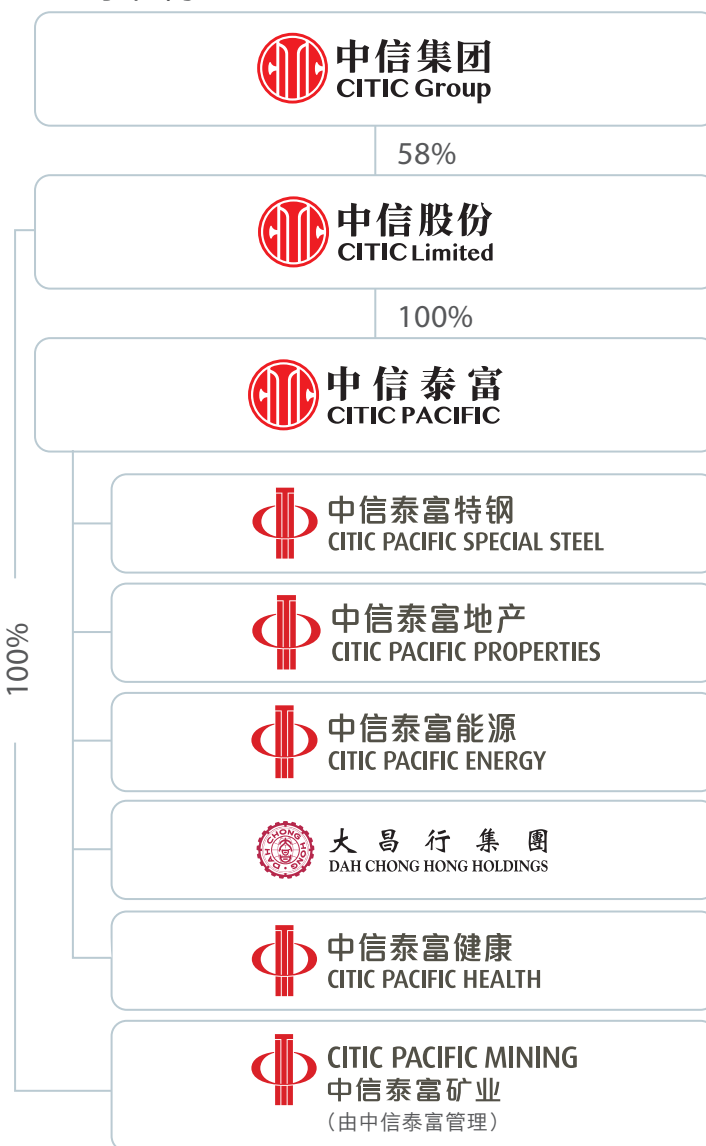 中信集团
CITIC Group
58%
中信股份
CITIC Limited
100%
中信泰富
CITIC PACIFIC
中信泰富特钢
CITIC PACIFIC SPECIAL STEEL
中信泰富地产
CITIC PACIFIC PROPERTIES
100%
中信泰富能源
CITIC PACIFIC ENERGY
DAH CHONG HONG
大昌行集團
DAH CHONG HONG HOLDINGS
中信泰富健康
CITIC PACIFIC HEALTH
CITIC PACIFIC MINING
中信泰富矿业
（由中信泰富管理）